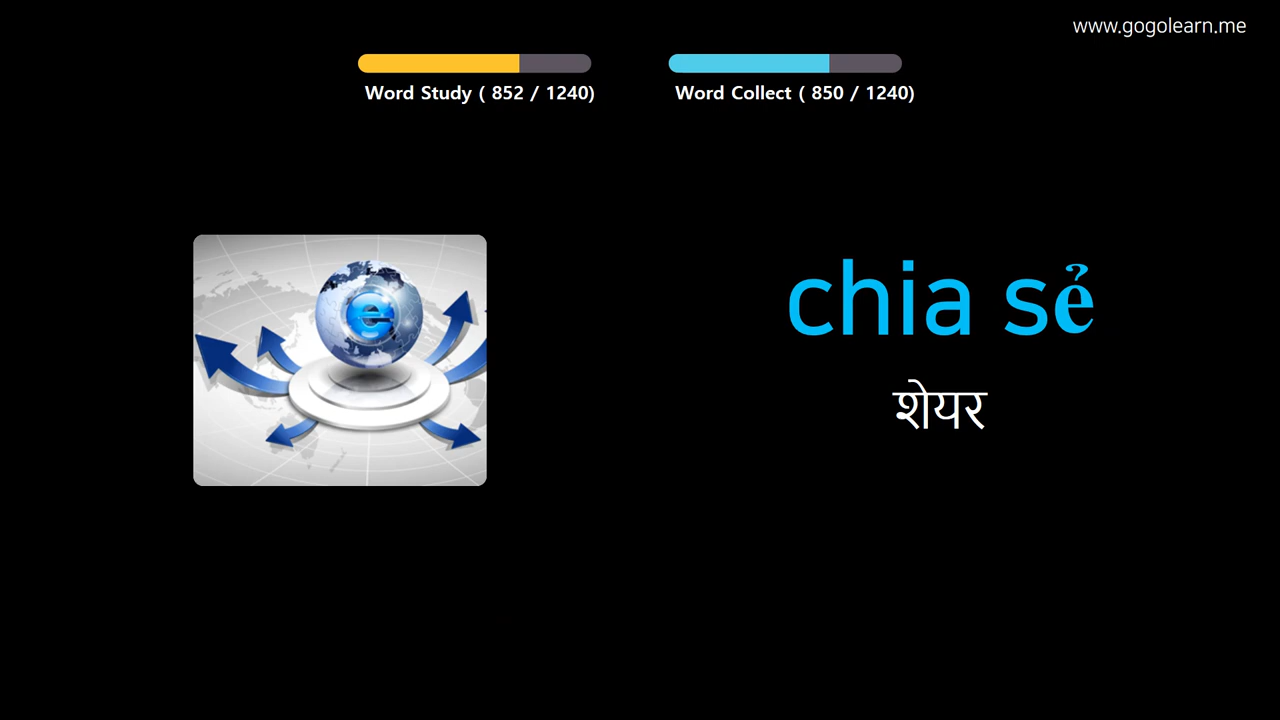 www.gogolearn.me
Word Study ( 852 / 1240)
Word Collect ( 850 / 1240)
e
chia sẻ
शेयर